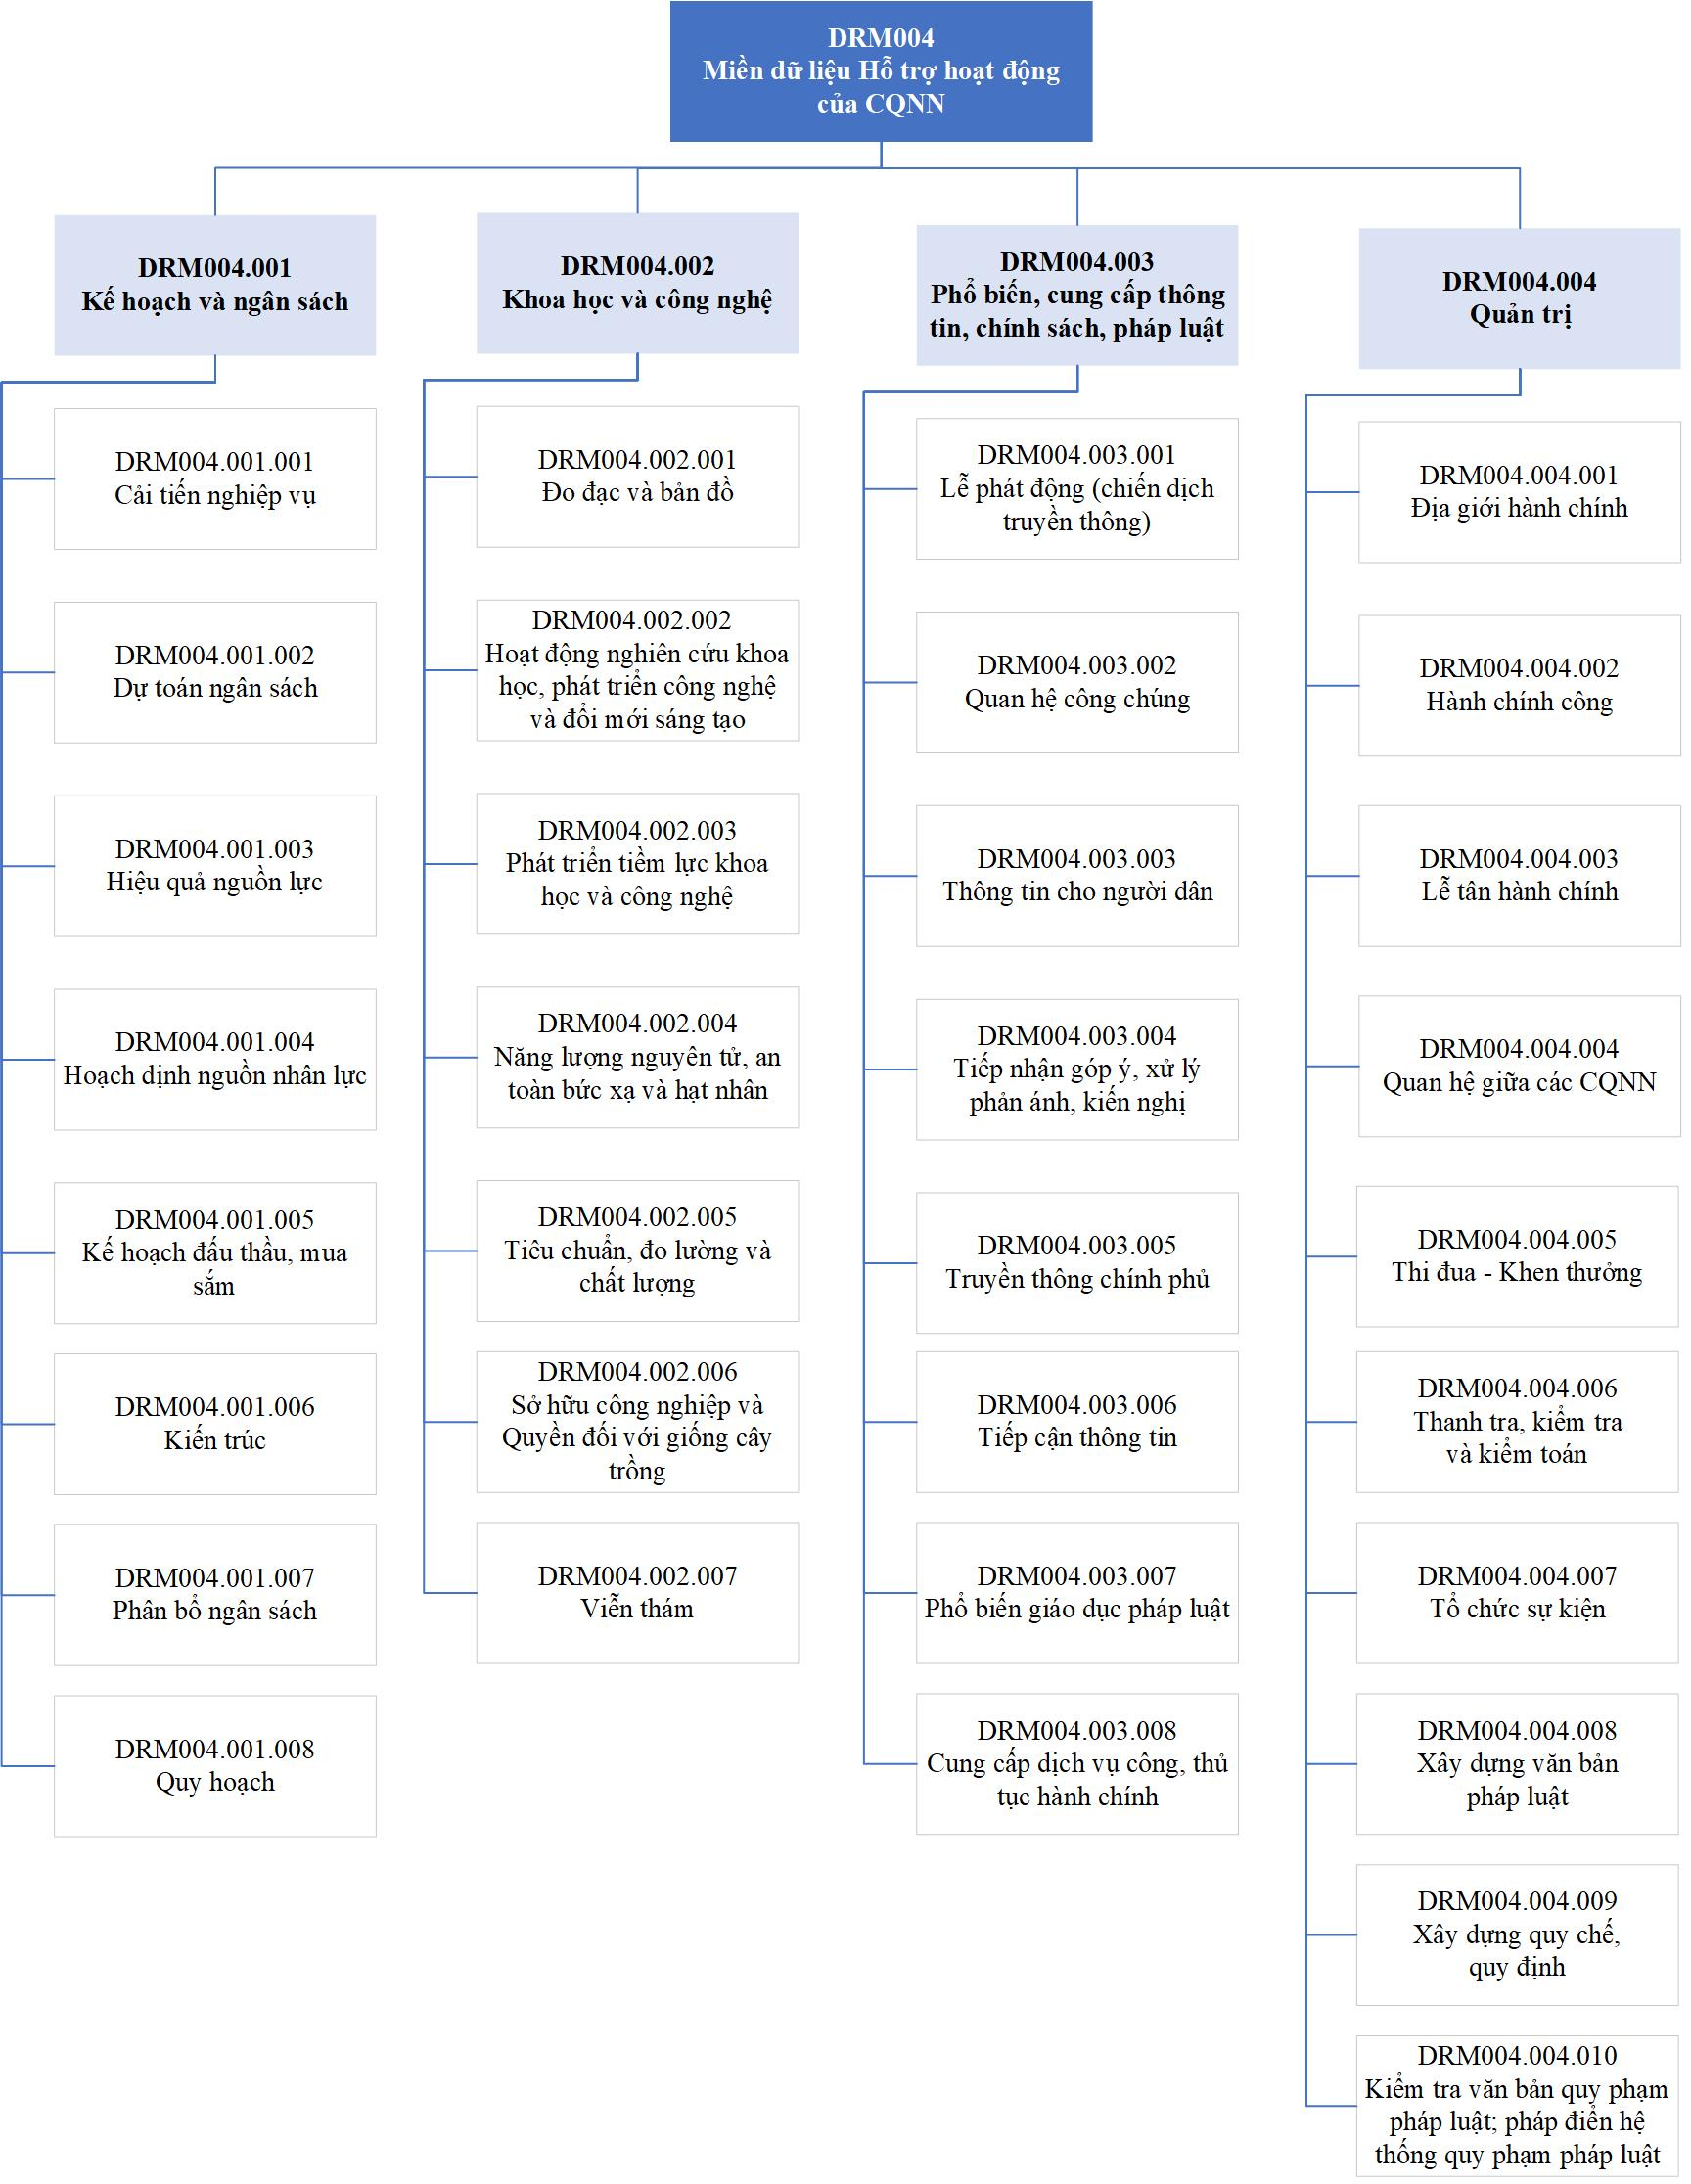 DRM004
Miền dữ liệu Hỗ trợ hoạt động
của CQNN
DRM004.001
Kế hoạch và ngân sách
DRM004.001.001
Cải tiến nghiệp vụ
DRM004.001.002
Dự toán ngân sách
DRM004.001.003
Hiệu quả nguồn lực
DRM004.001.004
Hoạch định nguồn nhân lực
DRM004.001.005
Kế hoạch đấu thầu, mua
sắm
DRM004.001.006
Kiến trúc
DRM004.001.007
Phân bổ ngân sách
DRM004.001.008
Quy hoạch
DRM004.002
Khoa học và công nghệ
DRM004.002.001
Đo đạc và bản đồ
DRM004.002.002
Hoạt động nghiên cứu khoa
học, phát triển công nghệ
và đổi mới sáng tạo
DRM004.002.003
Phát triển tiềm lực khoa
học và công nghệ
DRM004.002.004
Năng lượng nguyên tử, an
toàn bức xạ và hạt nhân
DRM004.002.005
Tiêu chuẩn, đo lường và
chất lượng
DRM004.002.006
Sở hữu công nghiệp và
Quyền đối với giống cây
trồng
DRM004.002.007
Viễn thám
DRM004.003
Phổ biến, cung cấp thông
tin, chính sách, pháp luật
DRM004.003.001
Lễ phát động (chiến dịch
truyền thông)
DRM004.003.002
Quan hệ công chúng
DRM004.003.003
Thông tin cho người dân
DRM004.003.004
Tiếp nhận góp ý, xử lý
phản ánh, kiến nghị
DRM004.003.005
Truyền thông chính phủ
DRM004.003.006
Tiếp cận thông tin
DRM004.003.007
Phổ biến giáo dục pháp luật
DRM004.003.008
Cung cấp dịch vụ công, thủ
tục hành chính
DRM004.004
Quản trị
DRM004.004.001
Địa giới hành chính
DRM004.004.002
Hành chính công
DRM004.004.003
Lễ tân hành chính
DRM004.004.004
Quan hệ giữa các CQNN
DRM004.004.005
Thi đua - Khen thưởng
DRM004.004.006
Thanh tra, kiểm tra
và kiểm toán
DRM004.004.007
Tổ chức sự kiện
DRM004.004.008
Xây dựng văn bản
pháp luật
DRM004.004.009
Xây dựng quy chế,
quy định
DRM004.004.010
Kiểm tra văn bản quy phạm
pháp luật; pháp điển hệ
thống quy phạm pháp luật